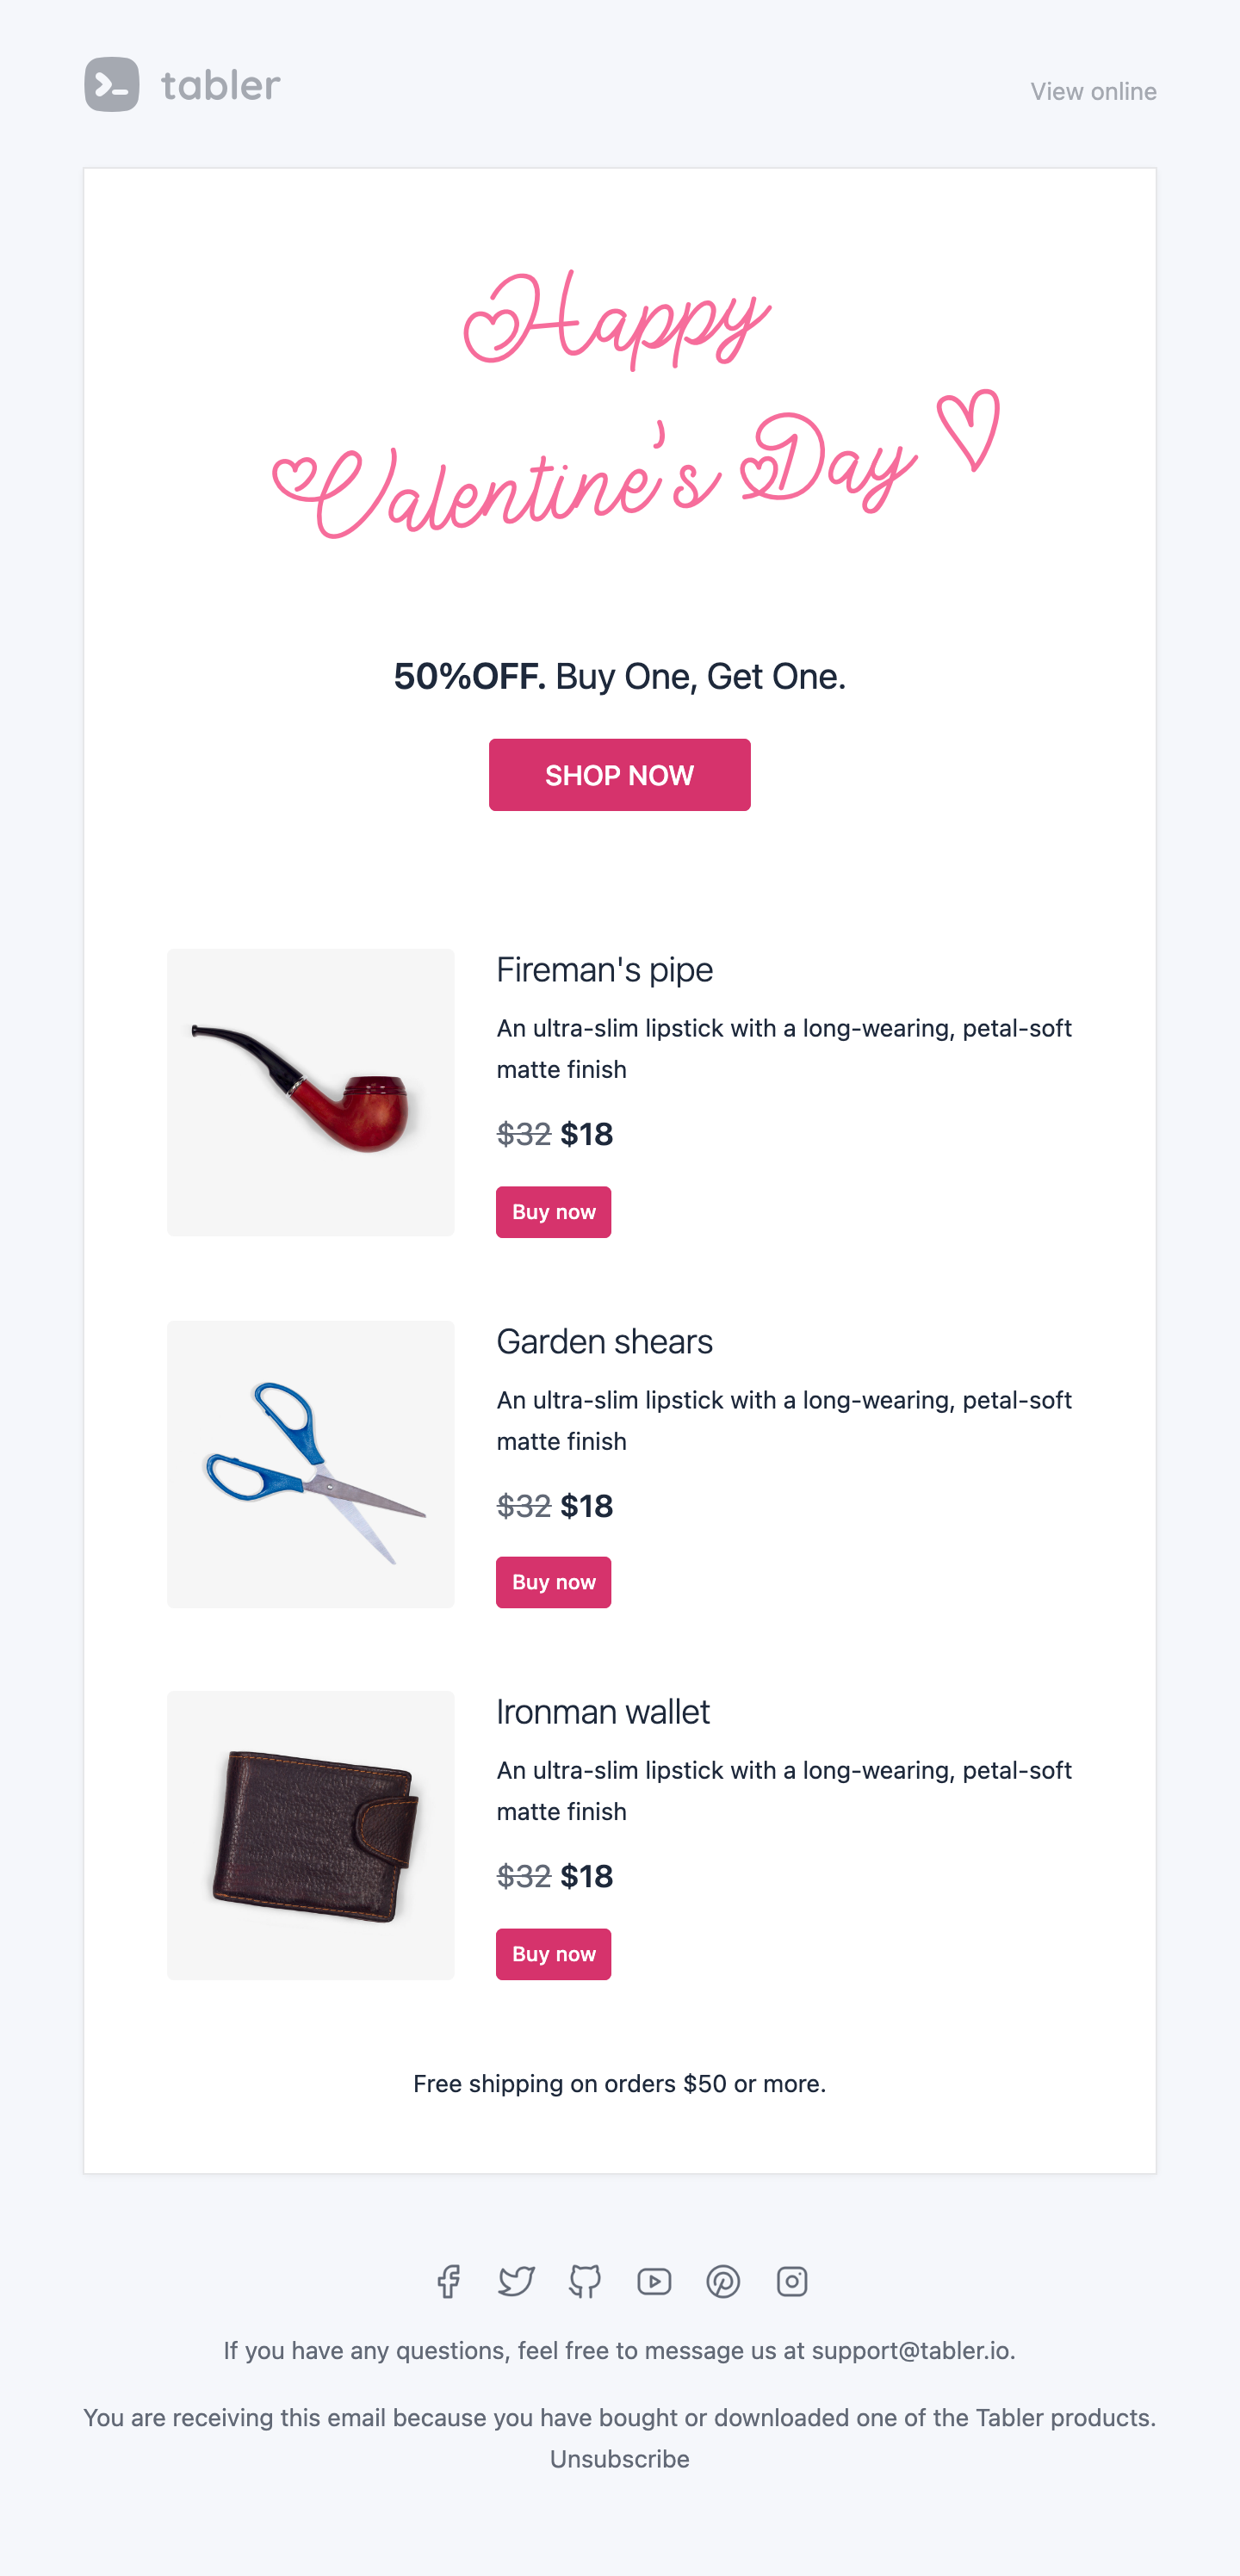 tabler
View online
Happy
Valentine's Day
50%OFF. Buy One, Get One.
SHOP NOW
Fireman's pipe
An ultra-slim lipstick with a long-wearing, petal-soft
matte finish
$32 $18
Buy now
Garden shears
An ultra-slim lipstick with a long-wearing, petal-soft
matte finish
$32 $18
Buy now
Ironman wallet
An ultra-slim lipstick with a long-wearing, petal-soft
matte finish
$32 $18
Buy now
Free shipping on orders $50 or more.
If you have any questions, feel free to message us at support@tabler.io.
You are receiving this email because you have bought or downloaded one of the Tabler products.
Unsubscribe